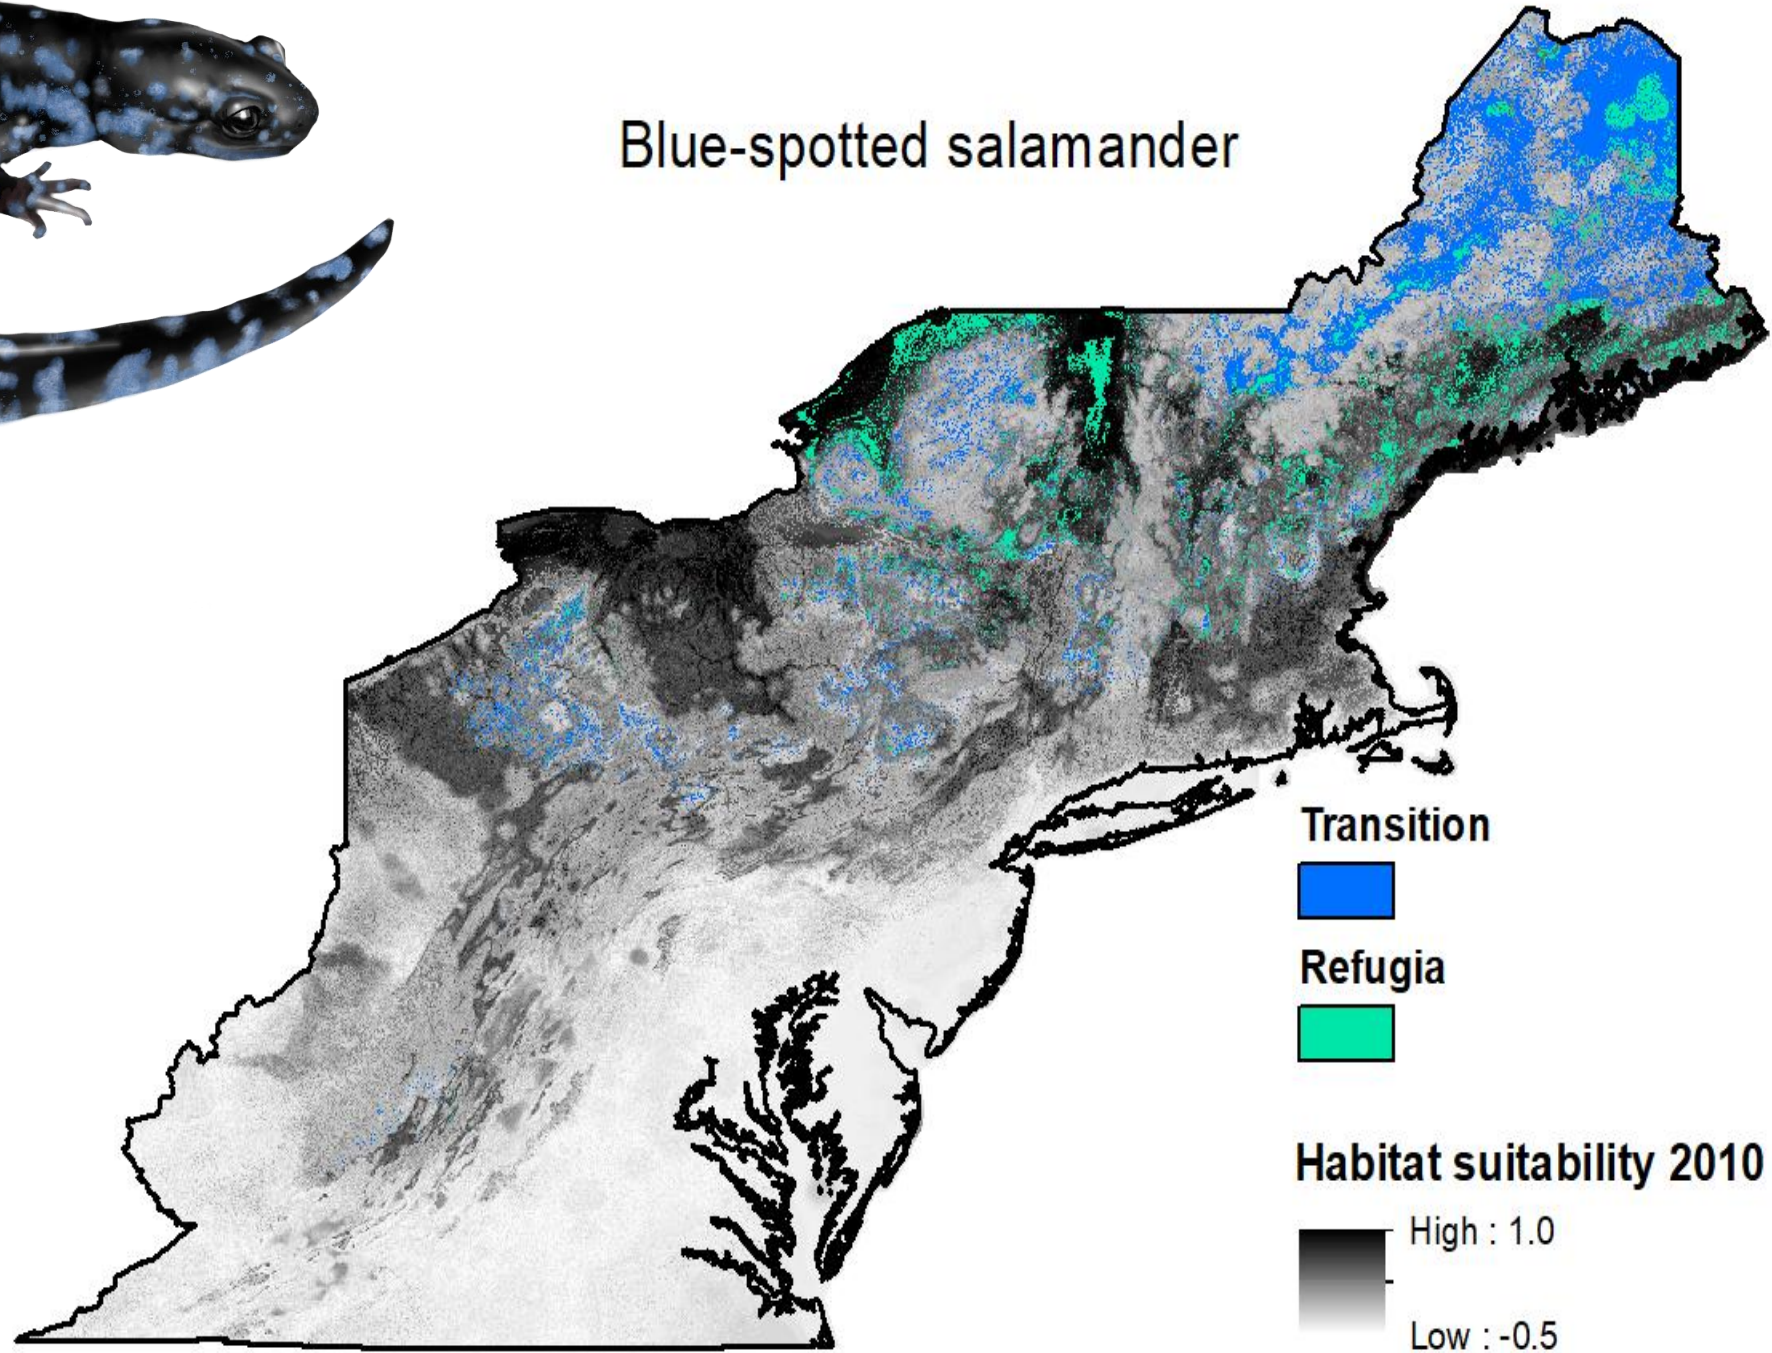 Blue-spotted salamander
Transition
Refugia
Habitat suitability 2010
High : 1.0
Low : -0.5